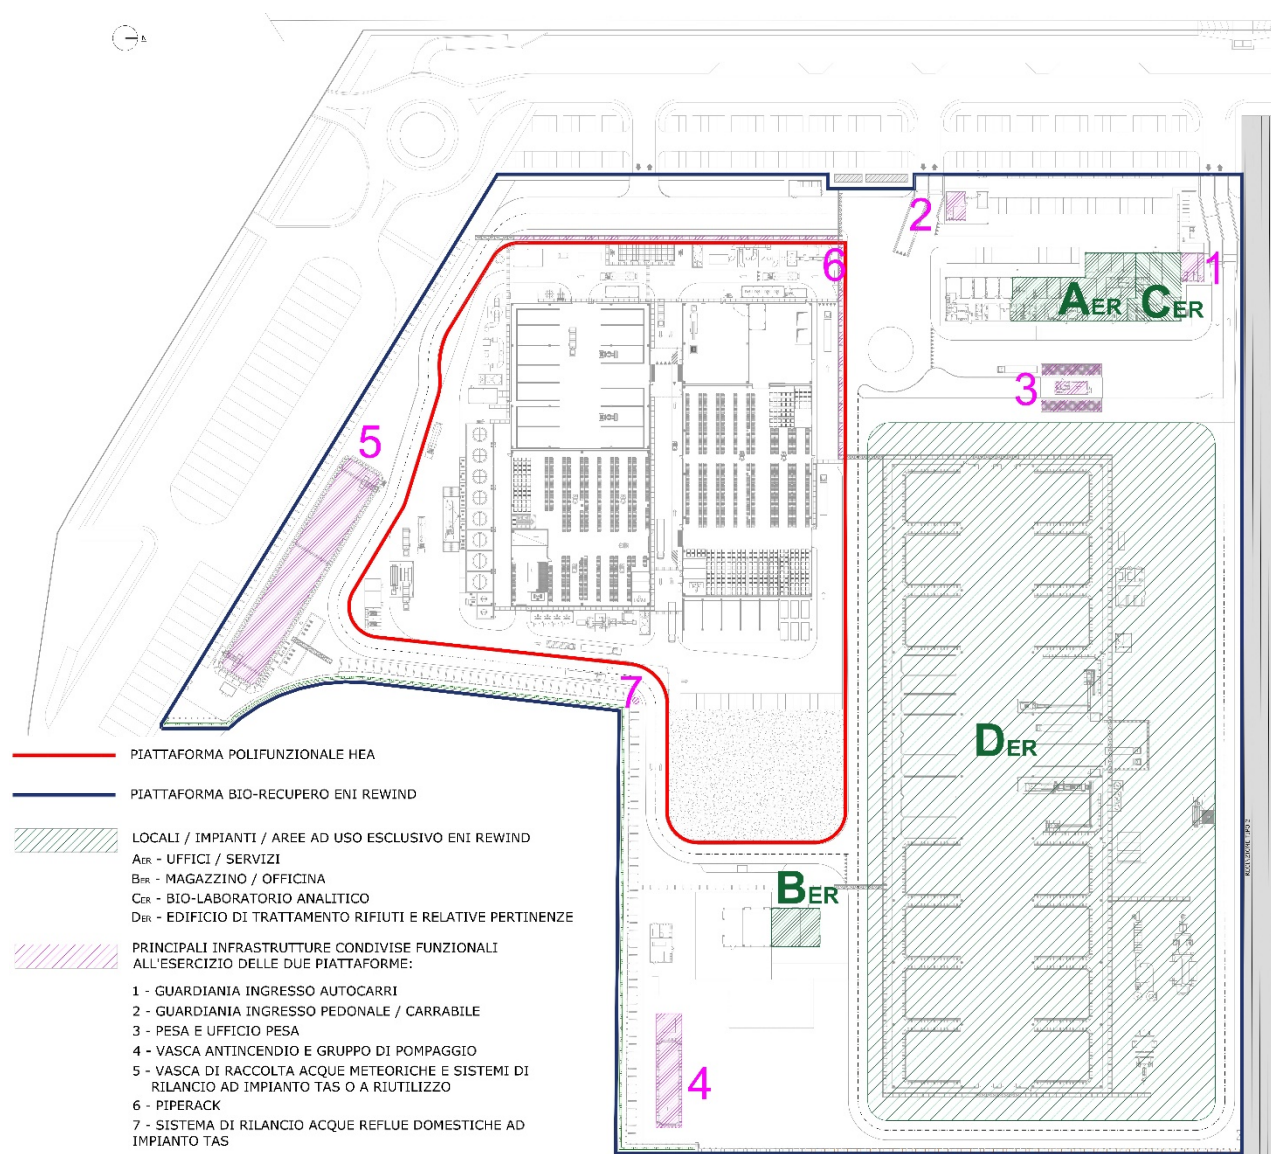 N
2
1
6
AER
CER
3
5
7
DER
BER
4
RECINZIONE TIPO 2
PIATTAFORMA POLIFUNZIONALE HEA
PIATTAFORMA BIO-RECUPERO ENI REWIND
LOCALI / IMPIANTI / AREE AD USO ESCLUSIVO ENI REWIND
AER - UFFICI / SERVIZI
BER - MAGAZZINO / OFFICINA
CER - BIO-LABORATORIO ANALITICO
DER - EDIFICIO DI TRATTAMENTO RIFIUTI E RELATIVE PERTINENZE
PRINCIPALI INFRASTRUTTURE CONDIVISE FUNZIONALI
ALL'ESERCIZIO DELLE DUE PIATTAFORME:
1 - GUARDIANIA INGRESSO AUTOCARRI
2 - GUARDIANIA INGRESSO PEDONALE / CARRABILE
3 - PESA E UFFICIO PESA
4 - VASCA ANTINCENDIO E GRUPPO DI POMPAGGIO
5 - VASCA DI RACCOLTA ACQUE METEORICHE E SISTEMI DI
RILANCIO AD IMPIANTO TAS O A RIUTILIZZO
6 - PIPERACK
7 - SISTEMA DI RILANCIO ACQUE REFLUE DOMESTICHE AD
IMPIANTO TAS